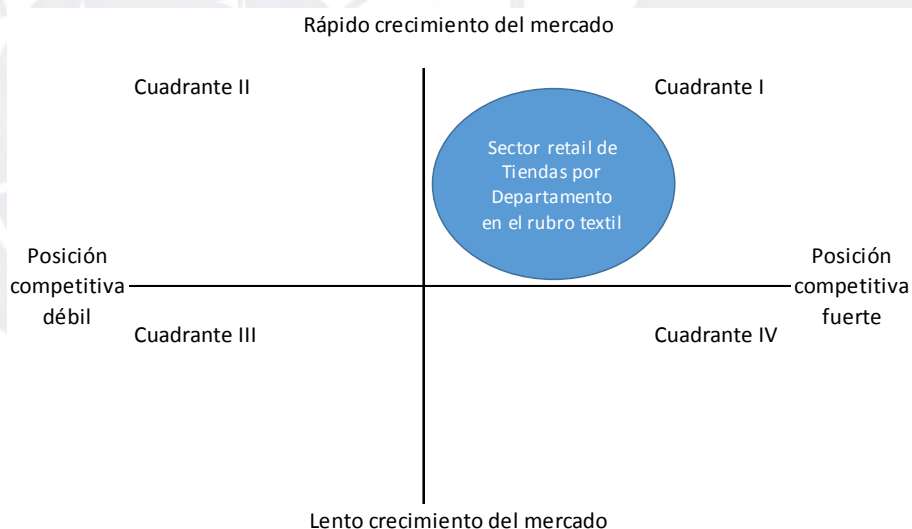 Rápido crecimiento del mercado
Cuadrante II
Cuadrante I
Sector retail de
Tiendas por
Departamento
en el rubro textil
Posición
competitiva
débil
Posición
competitiva
fuerte
Cuadrante III
Cuadrante IV
Lento crecimiento del mercado